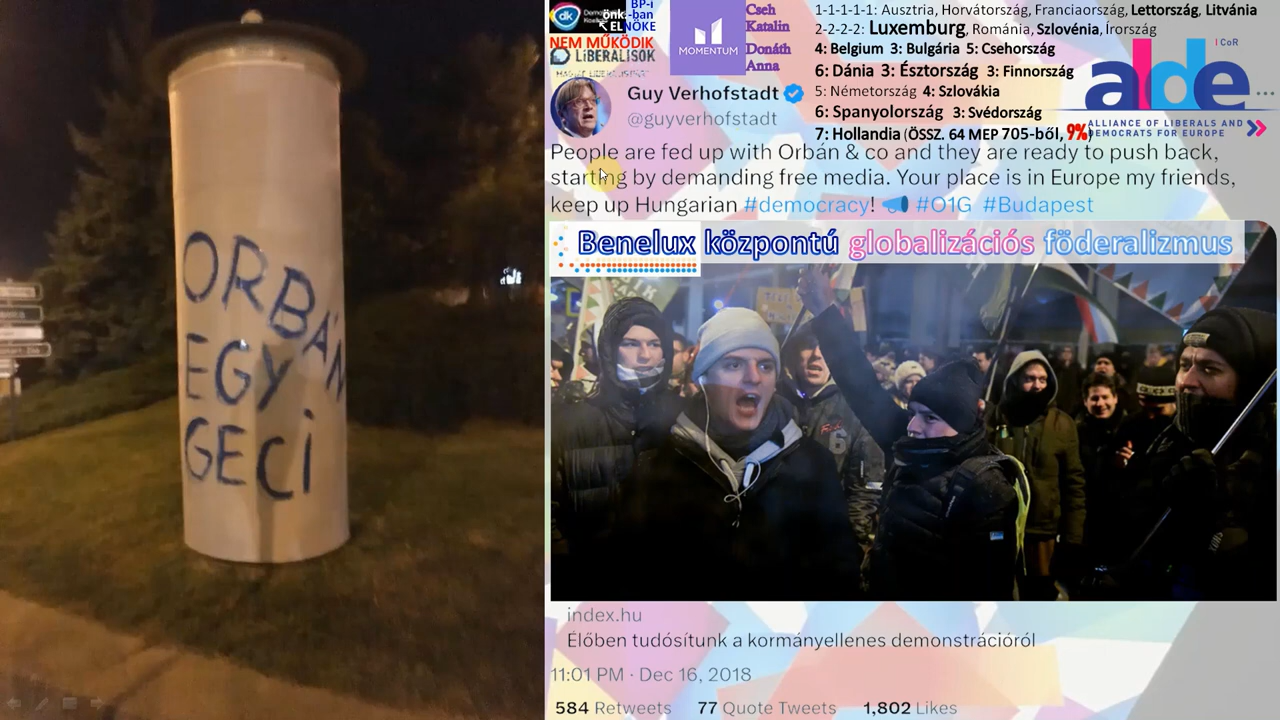 ORBÁN
EGY
GECI
dk
BP-i
önk. -ban
ELNÖKE
NEM MŰKÖDIK
LiBERÁLISOK
MOMENTUM
Cseh
Katalin
Donáth
Anna
1-1-1-1-1: Ausztria, Horvátország, Franciaország, Lettország, Litvánia
2-2-2-2: Luxemburg, Románia, Szlovénia, Írország
4: Belgium 3: Bulgária 5: Csehország
6: Dánia 3: Észtország 3: Finnország
5: Németország 4: Szlovákia
6: Spanyolország 3: Svédország
7: Hollandia (ÖSSZ. 64 MEP 705-ből, 9%)
CoR
alde
ALLIANCE OF LIBERALS AND
DEMOCRATS FOR EUROPE
Guy Verhofstadt
@guyverhofstadt
People are fed up with Orbán & co and they are ready to push back,
starting by demanding free media. Your place is in Europe my friends,
keep up Hungarian #democracy! #O1G #Budapest
Benelux központú globalizációs föderalizmus
index.hu
Élőben tudósítunk a kormányellenes demonstrációról
11:01 PM · Dec 16, 2018
584 Retweets 77 Quote Tweets 1,802 Likes